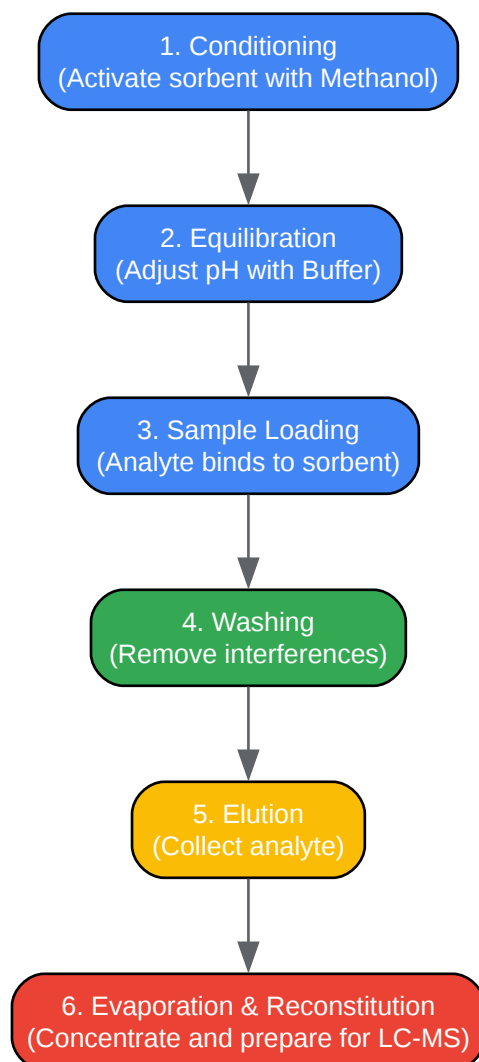 1. Conditioning
(Activate sorbent with Methanol)
2. Equilibration
(Adjust pH with Buffer)
3. Sample Loading
(Analyte binds to sorbent)
4. Washing
(Remove interferences)
5. Elution
(Collect analyte)
6. Evaporation & Reconstitution
(Concentrate and prepare for LC-MS)